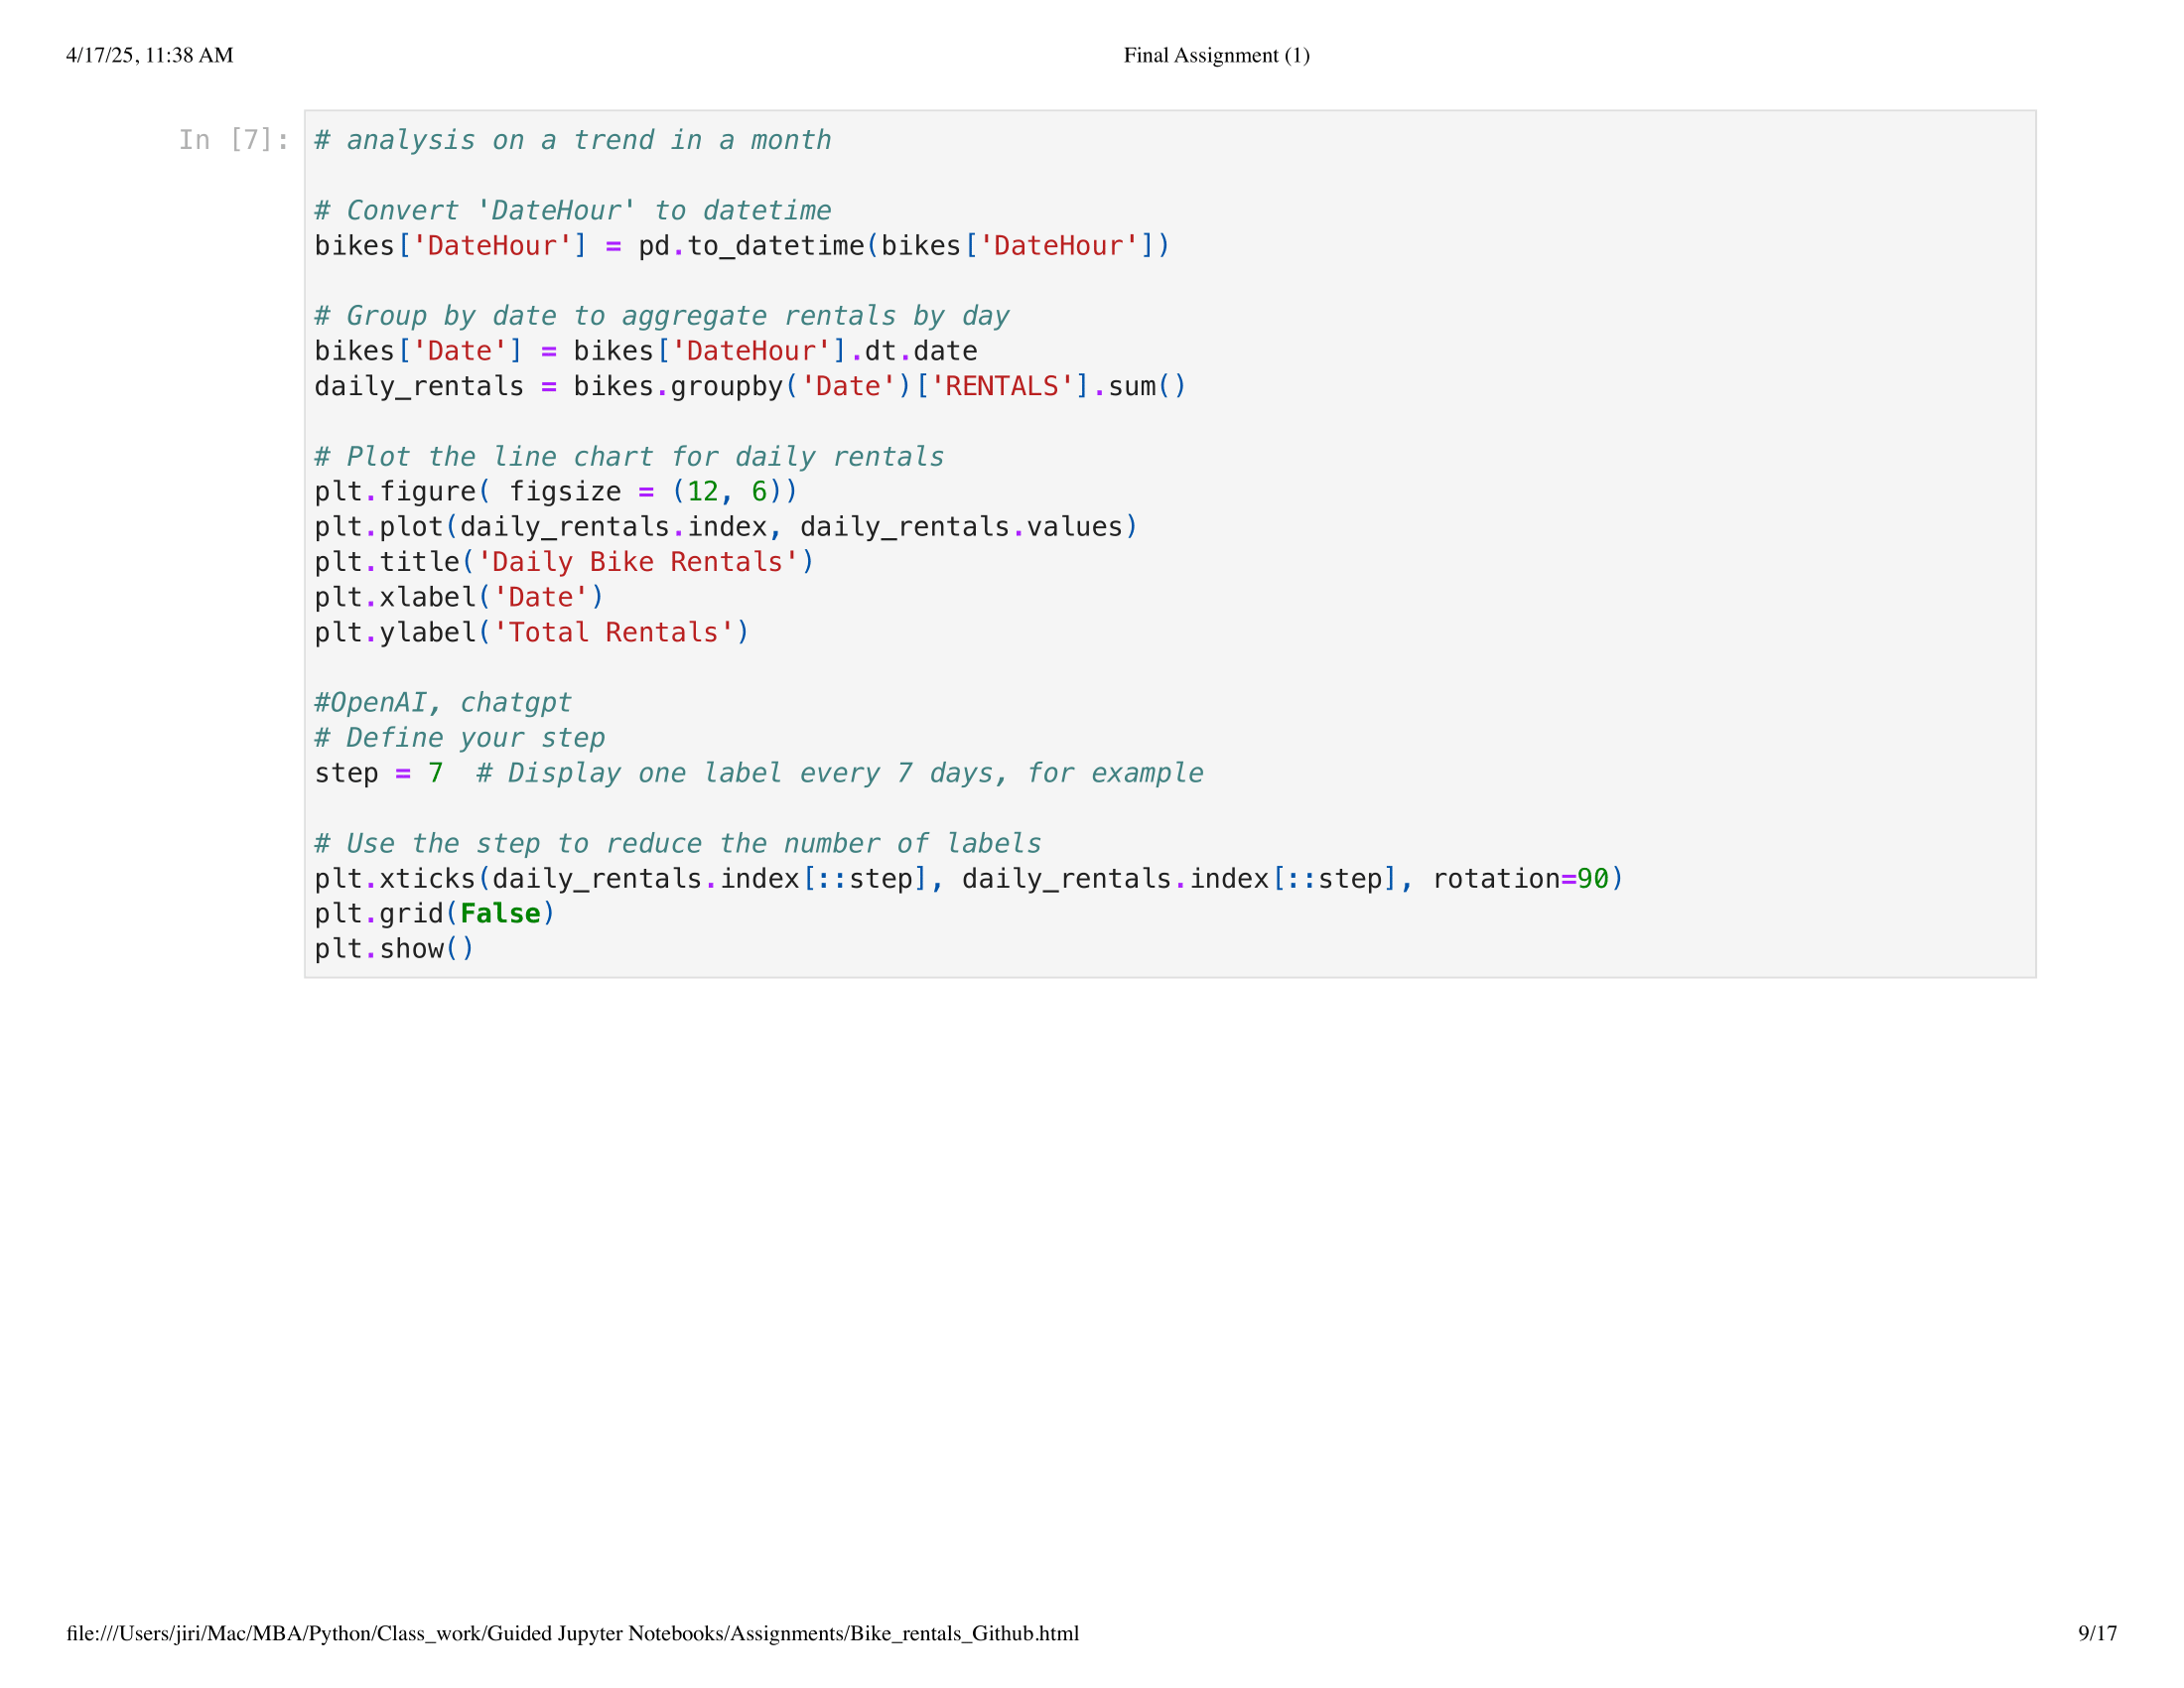 4/17/25, 11:38 AM
Final Assignment (1)
In [7]:
# analysis on a trend in a month

# Convert 'DateHour' to datetime
bikes['DateHour'] = pd.to_datetime(bikes['DateHour'])

# Group by date to aggregate rentals by day
bikes['Date'] = bikes['DateHour'].dt.date
daily_rentals = bikes.groupby('Date')['RENTALS'].sum()

# Plot the line chart for daily rentals
plt.figure( figsize = (12, 6))
plt.plot(daily_rentals.index, daily_rentals.values)
plt.title('Daily Bike Rentals')
plt.xlabel('Date')
plt.ylabel('Total Rentals')

#OpenAI, chatgpt
# Define your step
step = 7  # Display one label every 7 days, for example

# Use the step to reduce the number of labels
plt.xticks(daily_rentals.index[::step], daily_rentals.index[::step], rotation=90)
plt.grid(False)
plt.show()
file:///Users/jiri/Mac/MBA/Python/Class_work/Guided Jupyter Notebooks/Assignments/Bike_rentals_Github.html
9/17